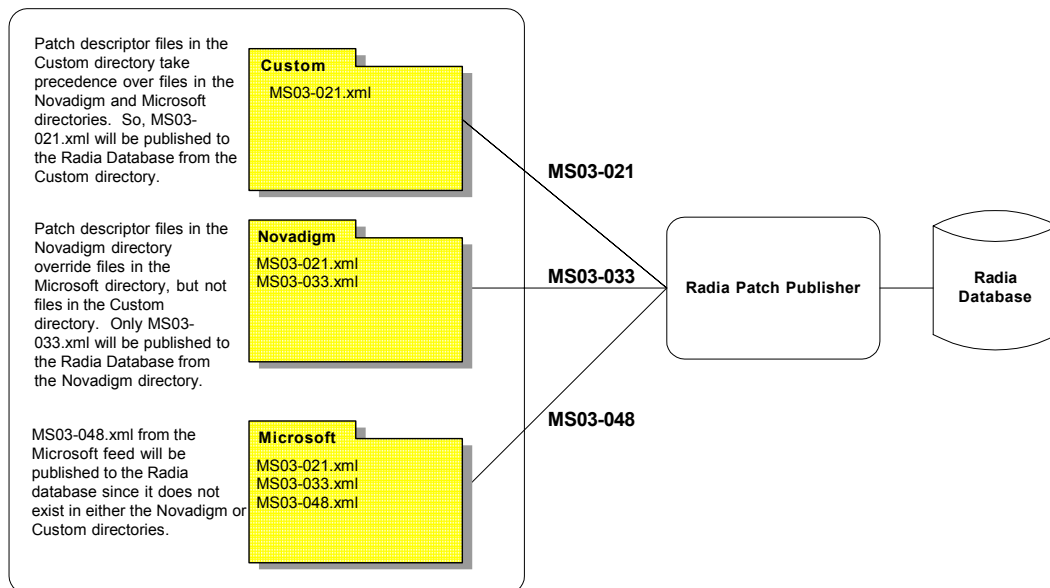 Patch descriptor files in the
Custom directory take
precedence over files in the
Novadigm and Microsoft
directories. So, MS03-
021.xml will be published to
the Radia Database from the
Custom directory.
Custom
MS03-021.xml
MS03-021
Patch descriptor files in the
Novadigm directory
override files in the
Microsoft directory, but not
files in the Custom
directory. Only MS03-
033.xml will be published to
the Radia Database from
the Novadigm directory.
Novadigm
MS03-021.xml
MS03-033.xml
MS03-033
Radia Patch Publisher
Radia
Database
MS03-048.xml from the
Microsoft feed will be
published to the Radia
database since it does not
exist in either the Novadigm or
Custom directories.
Microsoft
MS03-021.xml
MS03-033.xml
MS03-048.xml
MS03-048